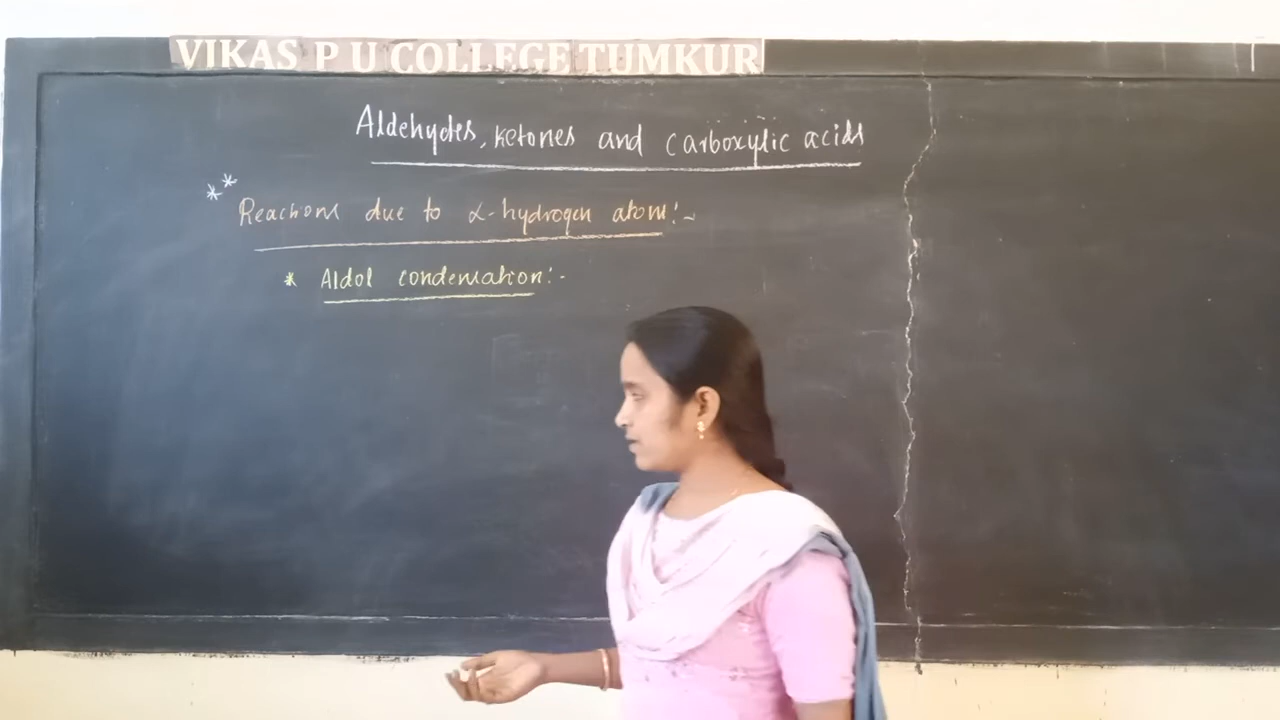 VIKAS P U COLLEGE TUMKUR
Aldehydes, ketones and carboxylic acids
** Reactions due to α-hydrogen atom:-
* Aldol condensation:-